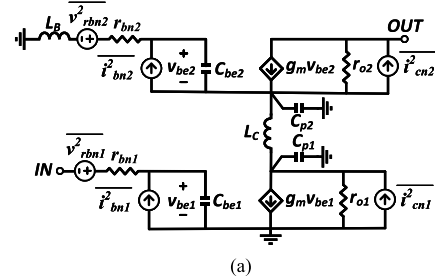 L_B v²_rbn2 r_bn2 OUT
i²_bn2 + v_be2 − C_be2 g_m v_be2 r_o2 i²_cn2
C_p2
L_C
C_p1
v²_rbn1
IN r_bn1
i²_bn1 + v_be1 − C_be1 g_m v_be1 r_o1 i²_cn1
(a)